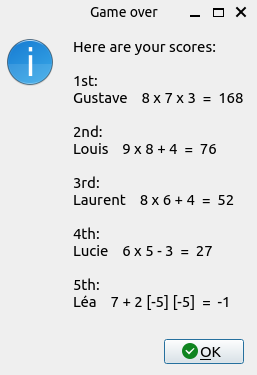 Game over
Here are your scores:
1st:
Gustave 8 x 7 x 3 = 168
2nd:
Louis 9 x 8 + 4 = 76
3rd:
Laurent 8 x 6 + 4 = 52
4th:
Lucie 6 x 5 - 3 = 27
5th:
Léa 7 + 2 [-5] [-5] = -1
OK